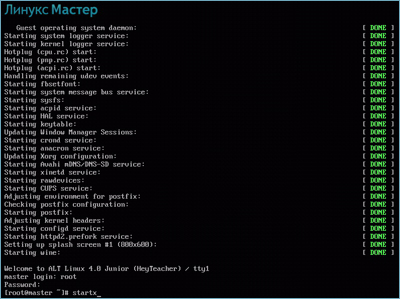 Линукс Мастер
Guest operating system daemon: [ DONE ]
Starting system logger service: [ DONE ]
Starting kernel logger service: [ DONE ]
Hotplug (cpu.rc) start: [ DONE ]
Hotplug (pnp.rc) start: [ DONE ]
Hotplug (acpi.rc) start: [ DONE ]
Handling remaining udev events: [ DONE ]
Starting fbsetfont: [ DONE ]
Starting system message bus service: [ DONE ]
Starting sysfs: [ DONE ]
Starting acpid service: [ DONE ]
Starting HAL service: [ DONE ]
Starting keytable: [ DONE ]
Updating Window Manager Sessions: [ DONE ]
Starting crond service: [ DONE ]
Starting anacron service: [ DONE ]
Updating Xorg configuration: [ DONE ]
Starting Avahi mDNS/DNS-SD service: [ DONE ]
Starting xinetd service: [ DONE ]
Starting rawdevices: [ DONE ]
Starting CUPS service: [ DONE ]
Adjusting environment for postfix: [ DONE ]
Checking postfix configuration: [ DONE ]
Starting postfix: [ DONE ]
Adjusting kernel headers: [ DONE ]
Starting configd service: [ DONE ]
Starting httpd2.prefork service: [ DONE ]
Setting up splash screen #1 (800x600): [ DONE ]
Starting wine: [ DONE ]
Welcome to ALT Linux 4.0 Junior (HeyTeacher) / tty1
master login: root
Password:
[root@master ~]# startx_